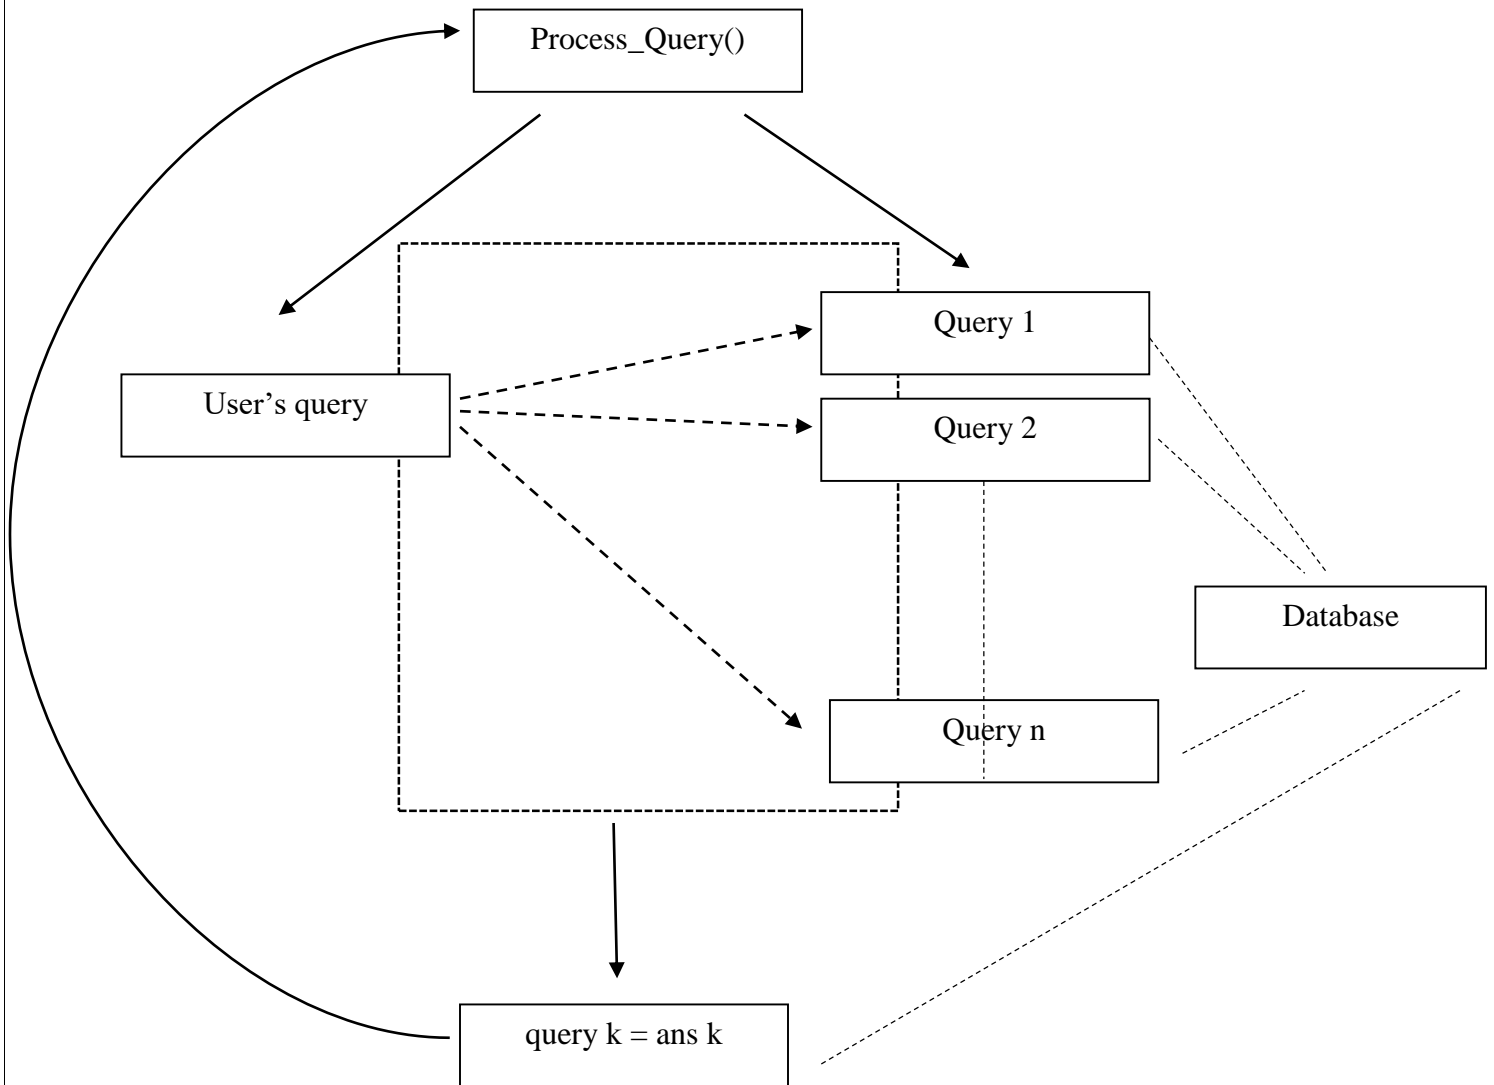 Process_Query()
Query 1
User’s query
Query 2
Database
Query n
query k = ans k